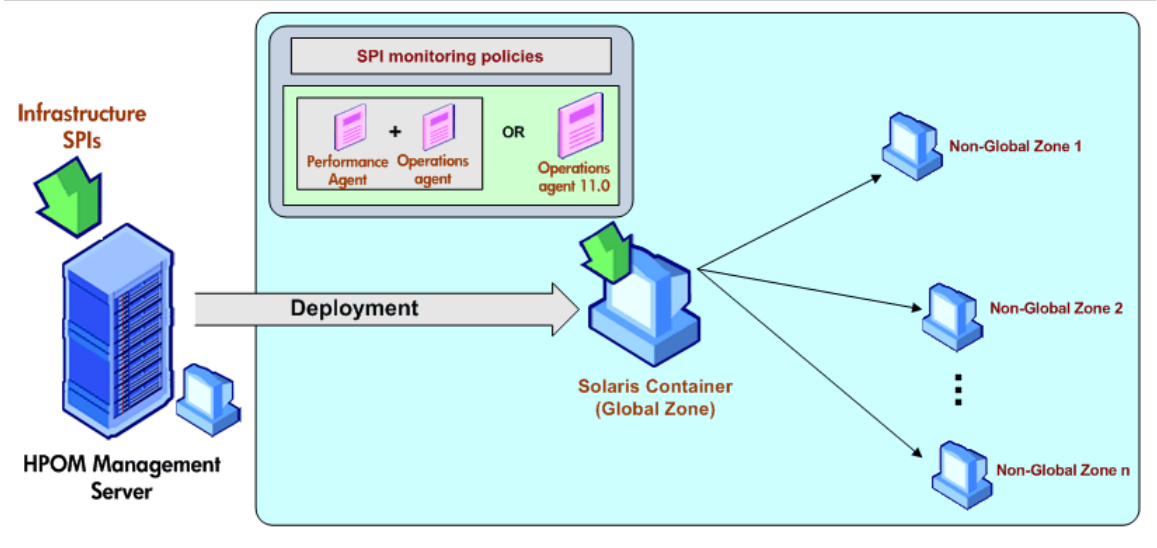 SPI monitoring policies
Infrastructure
SPIs
+
OR
Performance
Agent
Operations
agent
Operations
agent 11.0
Non-Global Zone 1
Deployment
Non-Global Zone 2
Solaris Container
(Global Zone)
HPOM Management
Server
Non-Global Zone n